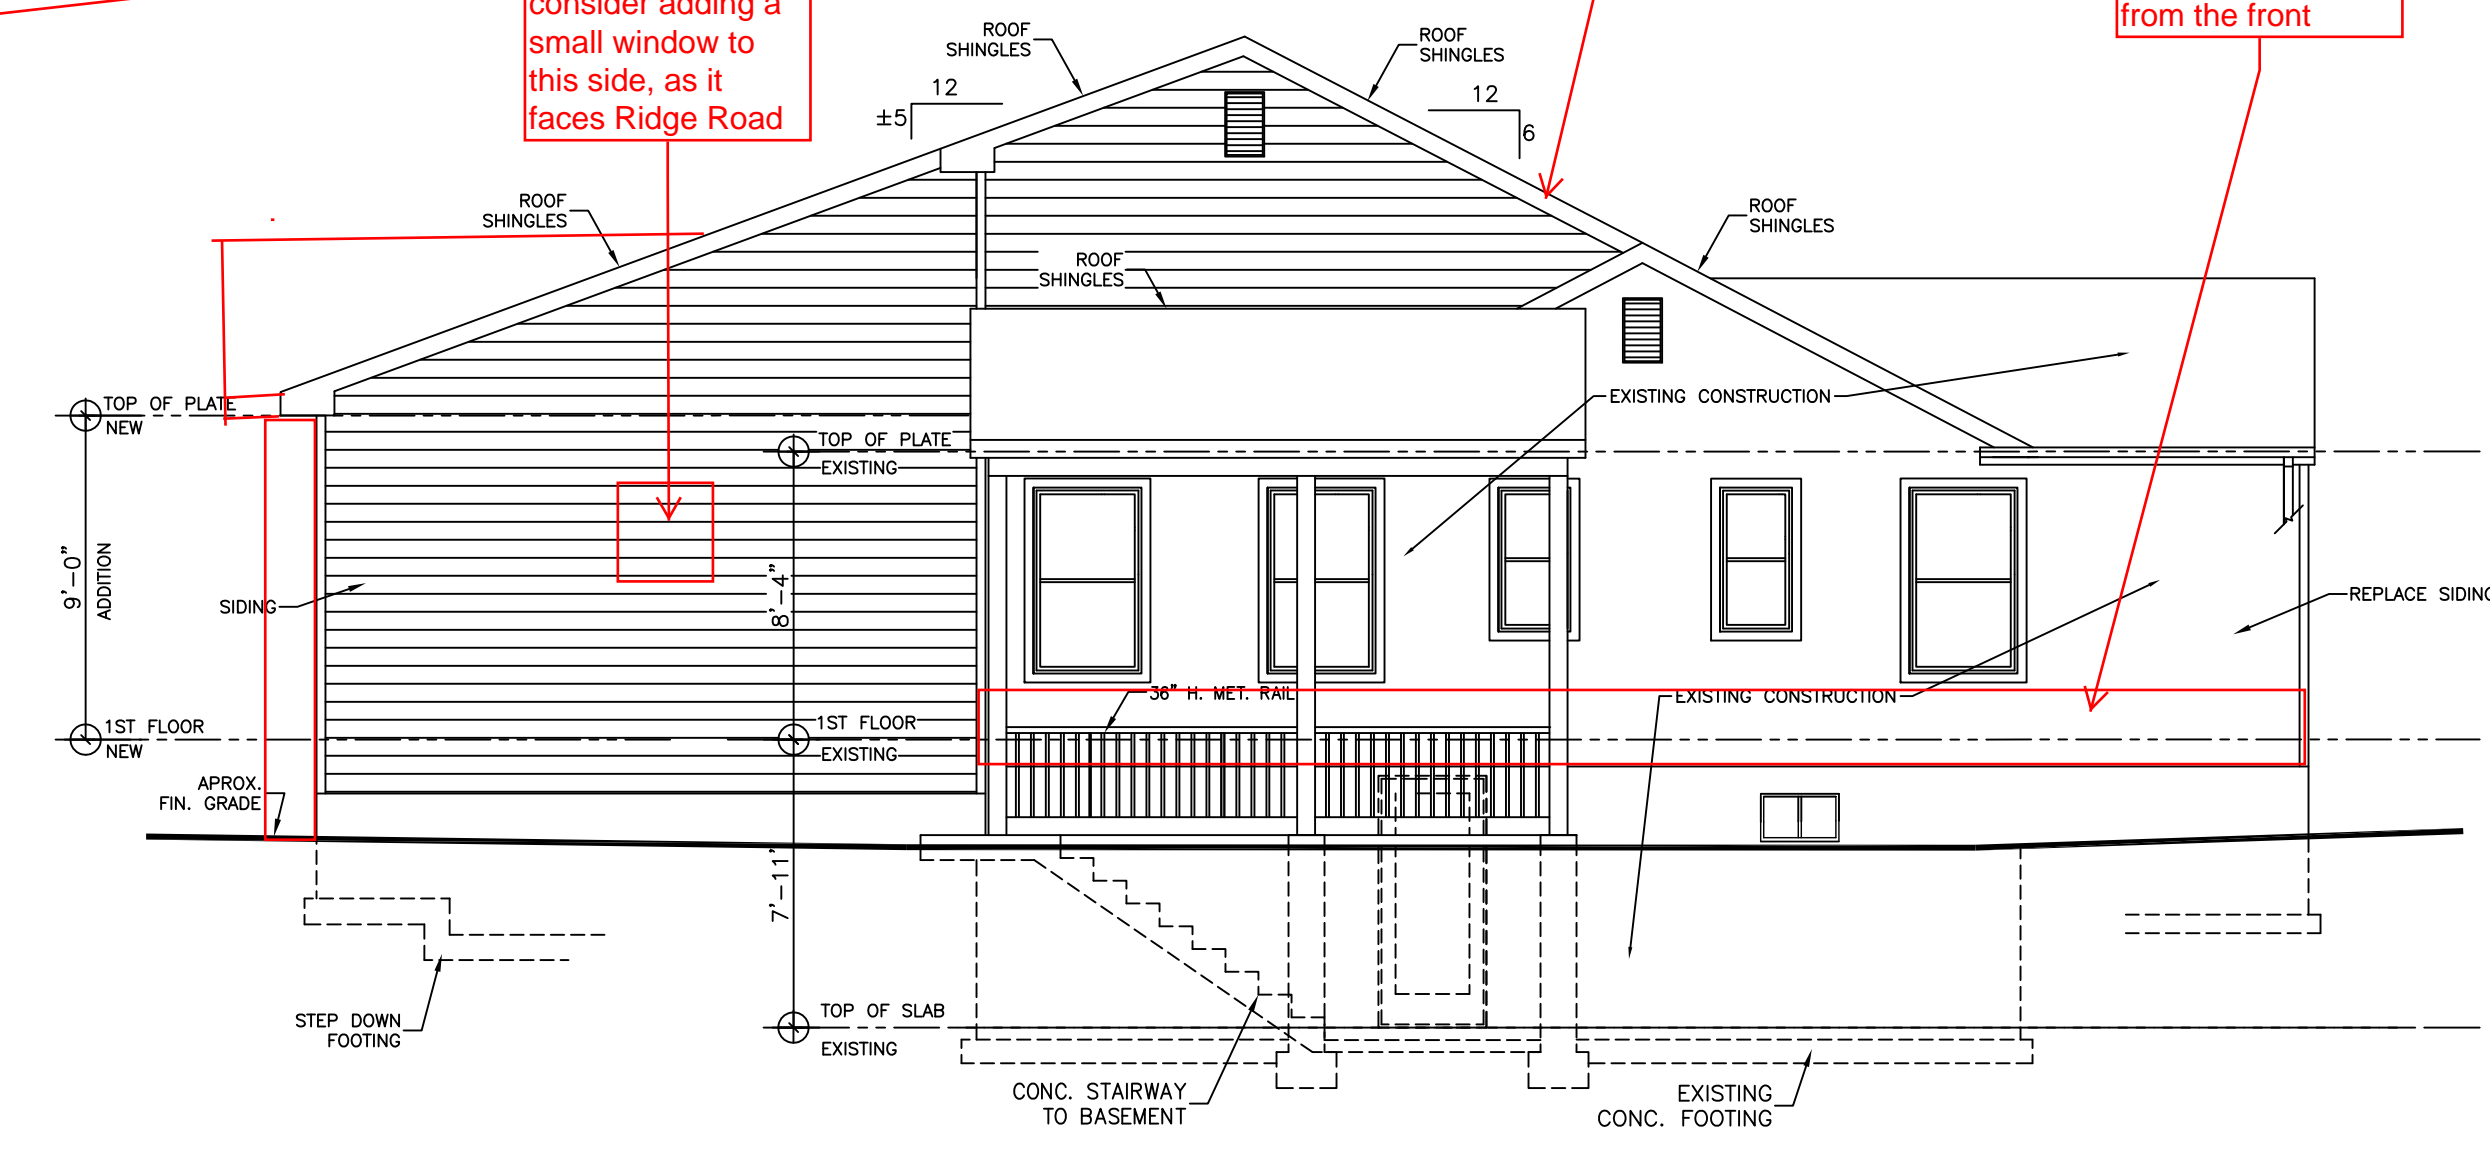 consider adding a
small window to
this side, as it
faces Ridge Road
from the front
ROOF
SHINGLES
ROOF
SHINGLES
12
±5
12
6
ROOF
SHINGLES
ROOF
SHINGLES
ROOF
SHINGLES
EXISTING CONSTRUCTION
TOP OF PLATE
NEW
TOP OF PLATE
EXISTING
9'-0"
ADDITION
8'-4"
SIDING
REPLACE SIDING
36" H. MET. RAIL
EXISTING CONSTRUCTION
1ST FLOOR
NEW
1ST FLOOR
EXISTING
APROX.
FIN. GRADE
7'-11"
STEP DOWN
FOOTING
TOP OF SLAB
EXISTING
CONC. STAIRWAY
TO BASEMENT
EXISTING
CONC. FOOTING